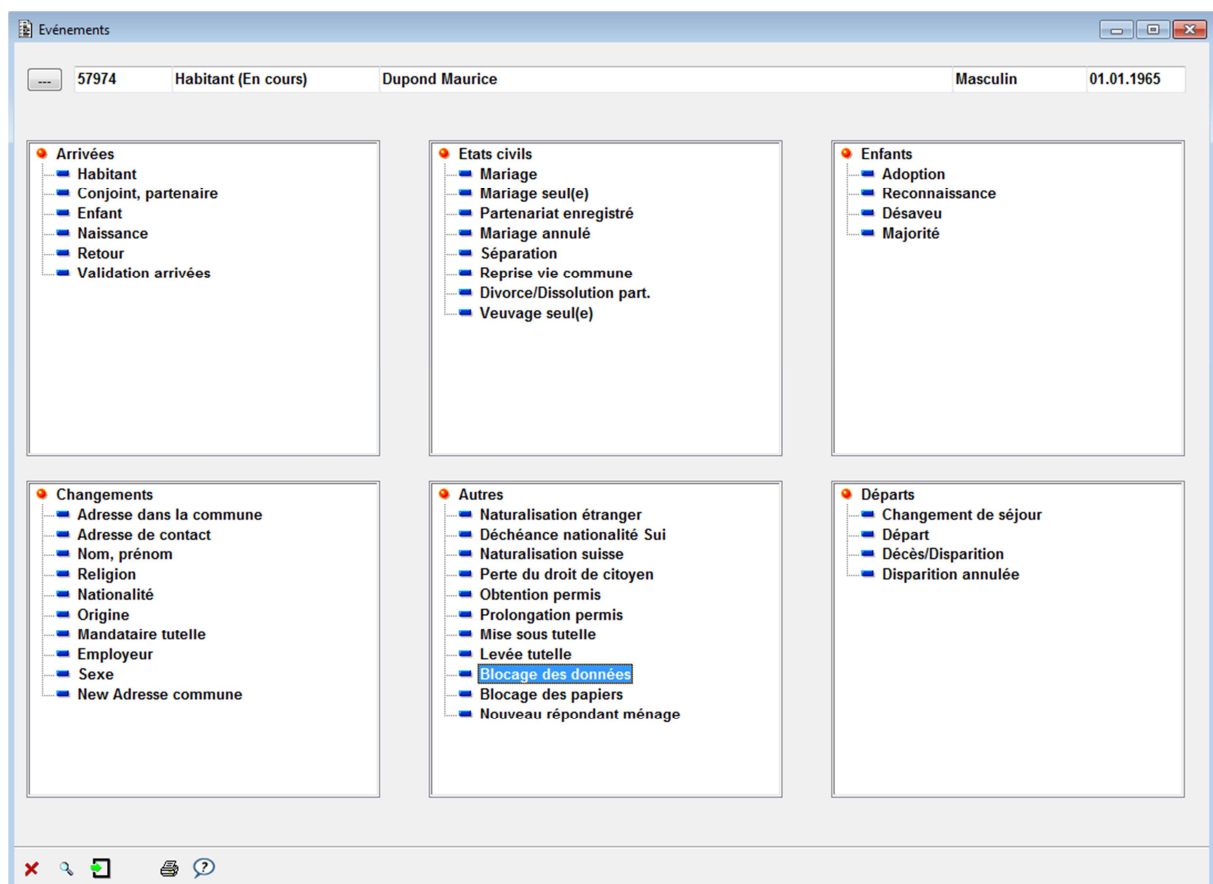 Evénements
... 57974 Habitant (En cours) Dupond Maurice Masculin 01.01.1965
Arrivées
Habitant
Conjoint, partenaire
Enfant
Naissance
Retour
Validation arrivées
Etats civils
Mariage
Mariage seul(e)
Partenariat enregistré
Mariage annulé
Séparation
Reprise vie commune
Divorce/Dissolution part.
Veuvage seul(e)
Enfants
Adoption
Reconnaissance
Désaveu
Majorité
Changements
Adresse dans la commune
Adresse de contact
Nom, prénom
Religion
Nationalité
Origine
Mandataire tutelle
Employeur
Sexe
New Adresse commune
Autres
Naturalisation étranger
Déchéance nationalité Sui
Naturalisation suisse
Perte du droit de citoyen
Obtention permis
Prolongation permis
Mise sous tutelle
Levée tutelle
Blocage des données
Blocage des papiers
Nouveau répondant ménage
Départs
Changement de séjour
Départ
Décès/Disparition
Disparition annulée